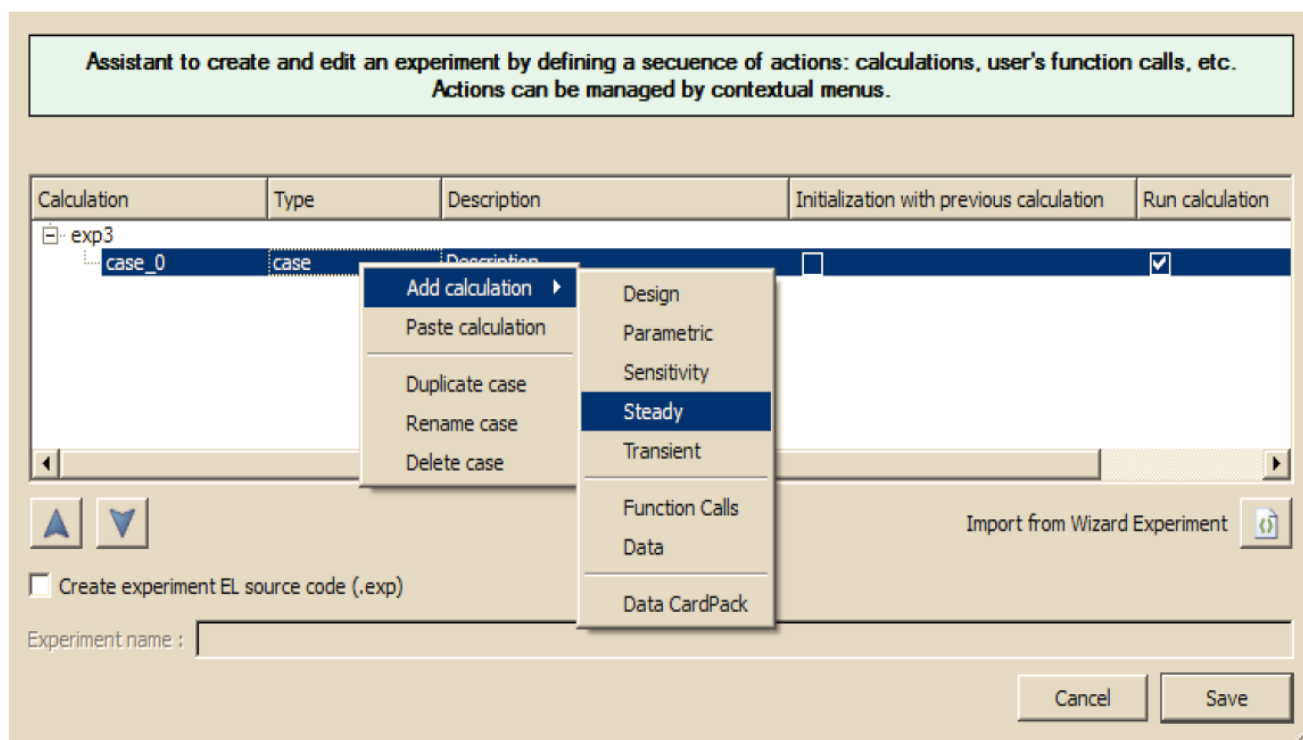 Assistant to create and edit an experiment by defining a secuence of actions: calculations, user's function calls, etc.
Actions can be managed by contextual menus.
Calculation Type Description Initialization with previous calculation Run calculation
exp3
case_0 case Description
Add calculation
Paste calculation
Duplicate case
Rename case
Delete case
Design
Parametric
Sensitivity
Steady
Transient
Function Calls
Data
Data CardPack
Import from Wizard Experiment
Create experiment EL source code (.exp)
Experiment name :
Cancel Save